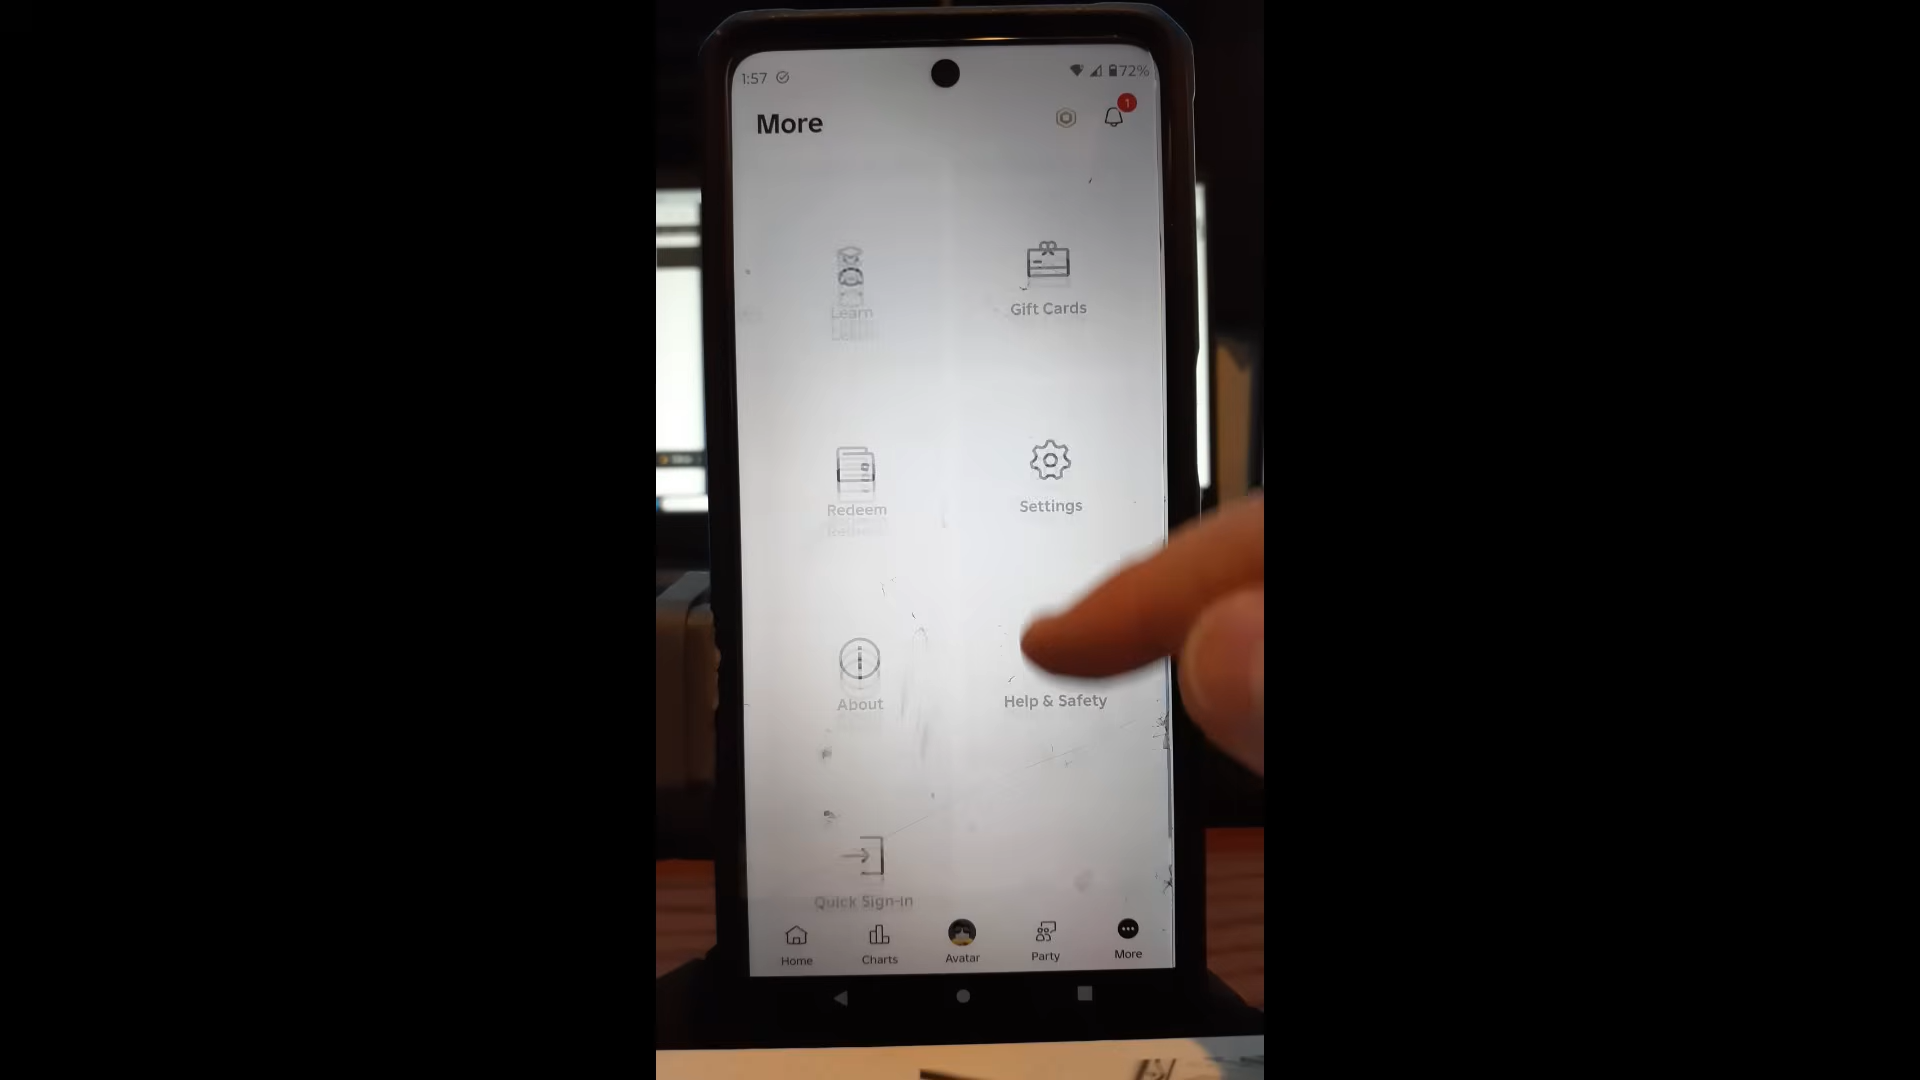 1:57
72%
More
1
Learn
Gift Cards
Redeem
Settings
About
Help & Safety
Quick Sign-in
Home
Charts
Avatar
Party
More